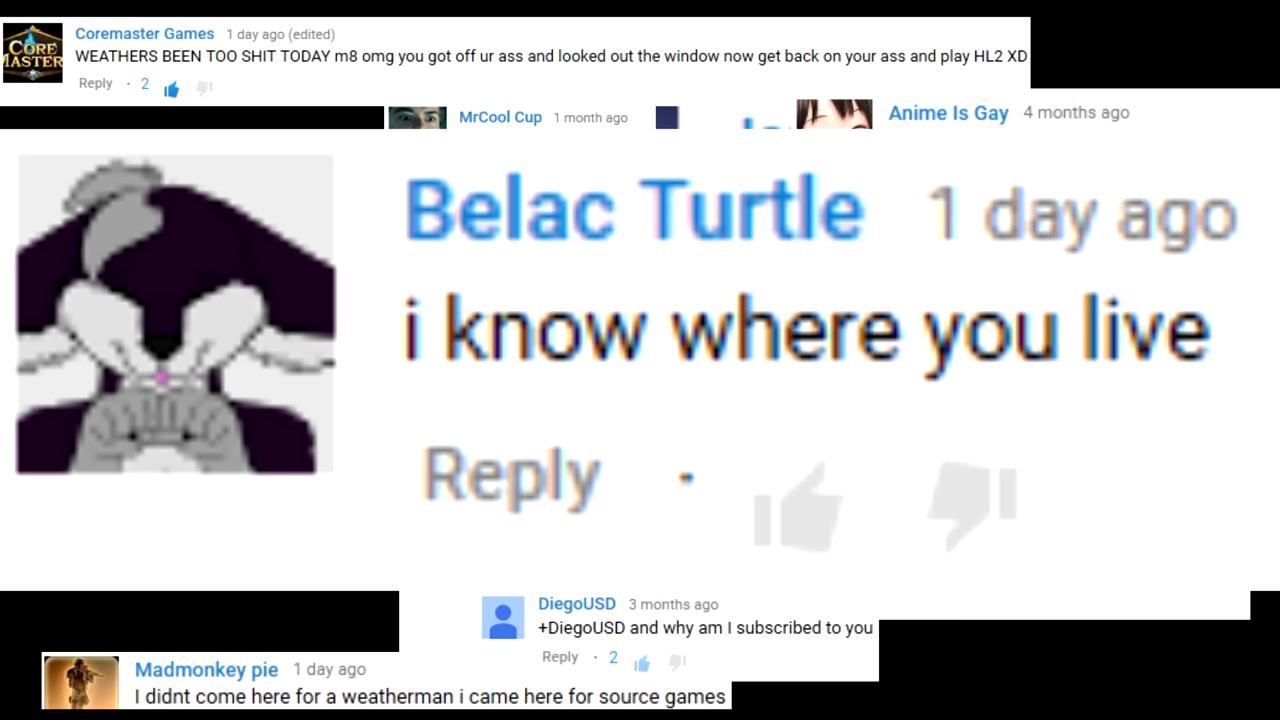 CORE
MASTER
Coremaster Games 1 day ago (edited)
WEATHERS BEEN TOO SHIT TODAY m8 omg you got off ur ass and looked out the window now get back on your ass and play HL2 XD
Reply · 2
MrCool Cup 1 month ago
Anime Is Gay 4 months ago
Belac Turtle 1 day ago
i know where you live
Reply ·
DiegoUSD 3 months ago
+DiegoUSD and why am I subscribed to you
Reply · 2
Madmonkey pie 1 day ago
I didnt come here for a weatherman i came here for source games